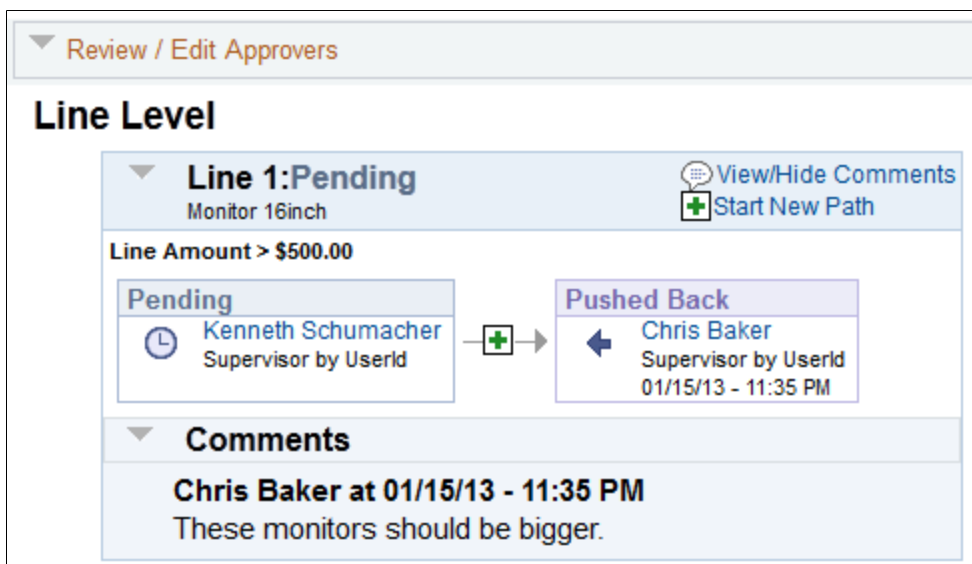 Review / Edit Approvers
Line Level
Line 1:Pending
Monitor 16inch
View/Hide Comments
Start New Path
Line Amount > $500.00
Pending
Kenneth Schumacher
Supervisor by UserId
Pushed Back
Chris Baker
Supervisor by UserId
01/15/13 - 11:35 PM
Comments
Chris Baker at 01/15/13 - 11:35 PM
These monitors should be bigger.